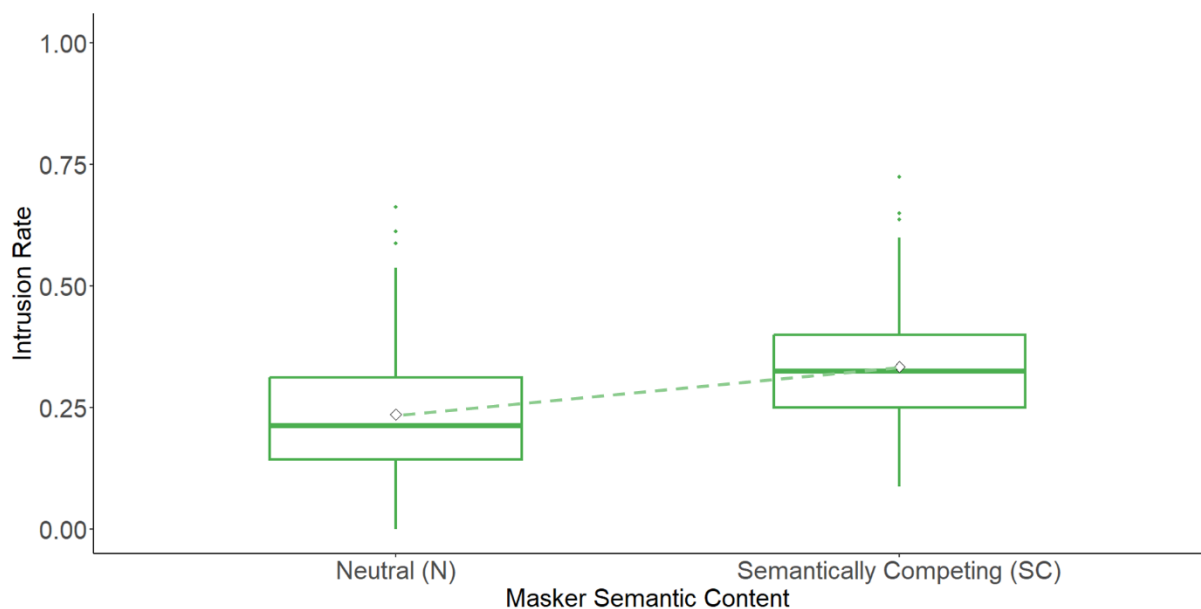 1.00
0.75
0.50
0.25
0.00
Intrusion Rate
Neutral (N)
Semantically Competing (SC)
Masker Semantic Content